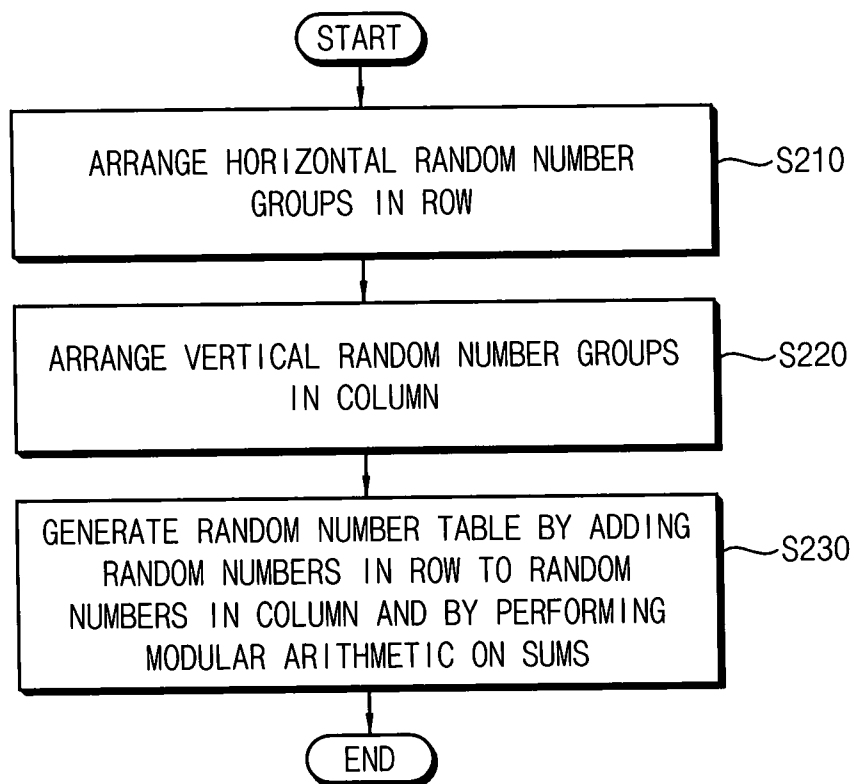 START
ARRANGE HORIZONTAL RANDOM NUMBER
GROUPS IN ROW
S210
ARRANGE VERTICAL RANDOM NUMBER GROUPS
IN COLUMN
S220
GENERATE RANDOM NUMBER TABLE BY ADDING
RANDOM NUMBERS IN ROW TO RANDOM
NUMBERS IN COLUMN AND BY PERFORMING
MODULAR ARITHMETIC ON SUMS
S230
END